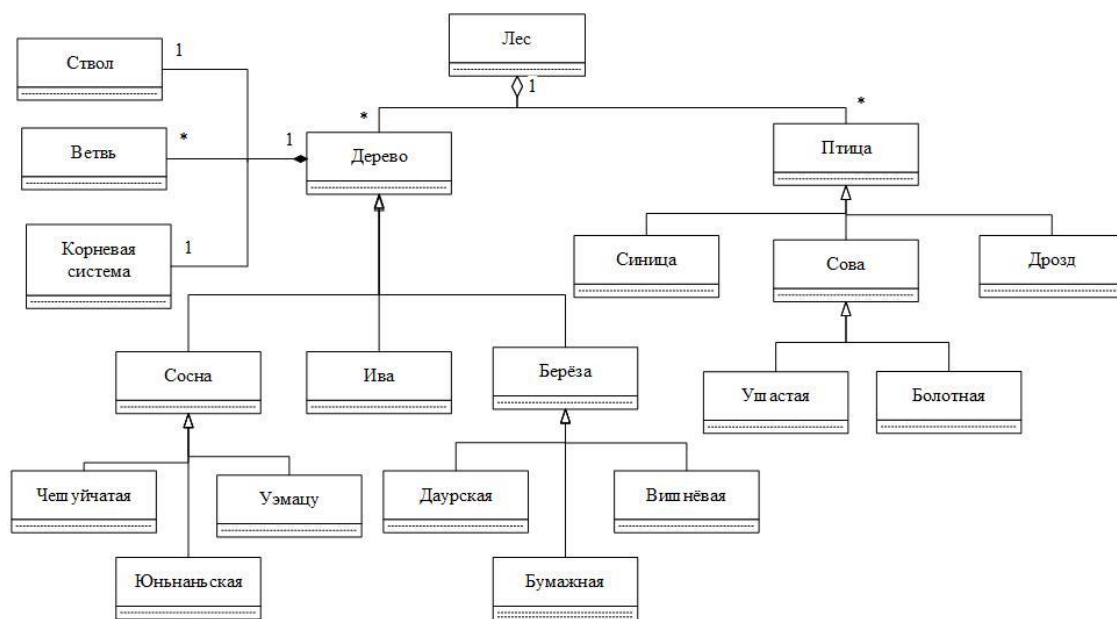 Лес
Ствол
1
1
*
*
Ветвь
*
1
Дерево
Птица
Корневая
система
1
Синица
Сова
Дрозд
Сосна
Ива
Берёза
Ушастая
Болотная
Чешуйчатая
Уэмацу
Даурская
Вишнёвая
Юньнаньская
Бумажная